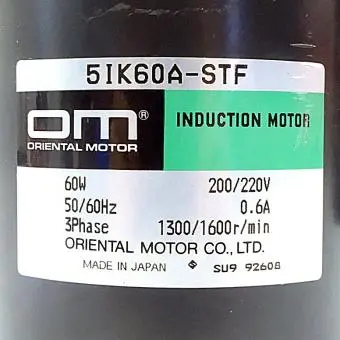 5IK60A-STF
om®
ORIENTAL MOTOR
INDUCTION MOTOR
60W 200/220V
50/60Hz 0.6A
3Phase 1300/1600r/min
ORIENTAL MOTOR CO.,LTD.
MADE IN JAPAN S SU9 92608